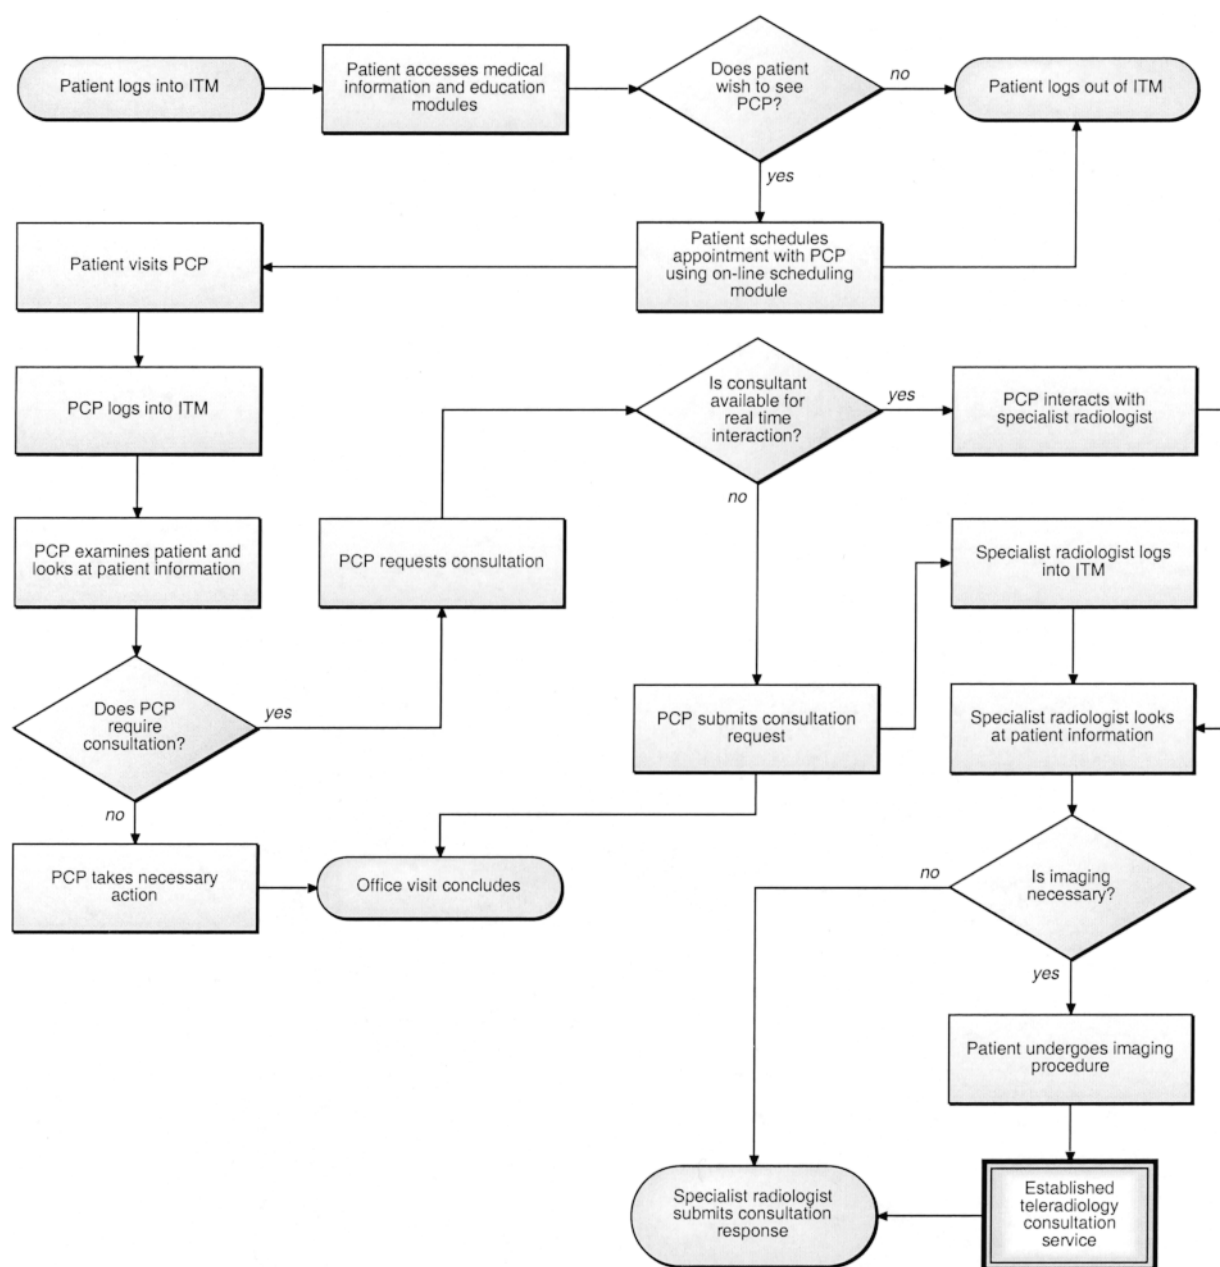 Patient logs into ITM
Patient accesses medical
information and education
modules
Does patient
wish to see
PCP?
no
Patient logs out of ITM
yes
Patient visits PCP
Patient schedules
appointment with PCP
using on-line scheduling
module
PCP logs into ITM
Is consultant
available for
real time
interaction?
yes
PCP interacts with
specialist radiologist
no
PCP examines patient and
looks at patient information
PCP requests consultation
Specialist radiologist logs
into ITM
Does PCP
require
consultation?
yes
PCP submits consultation
request
Specialist radiologist looks
at patient information
no
PCP takes necessary
action
Office visit concludes
no
Is imaging
necessary?
yes
Patient undergoes imaging
procedure
Specialist radiologist
submits consultation
response
Established
teleradiology
consultation
service